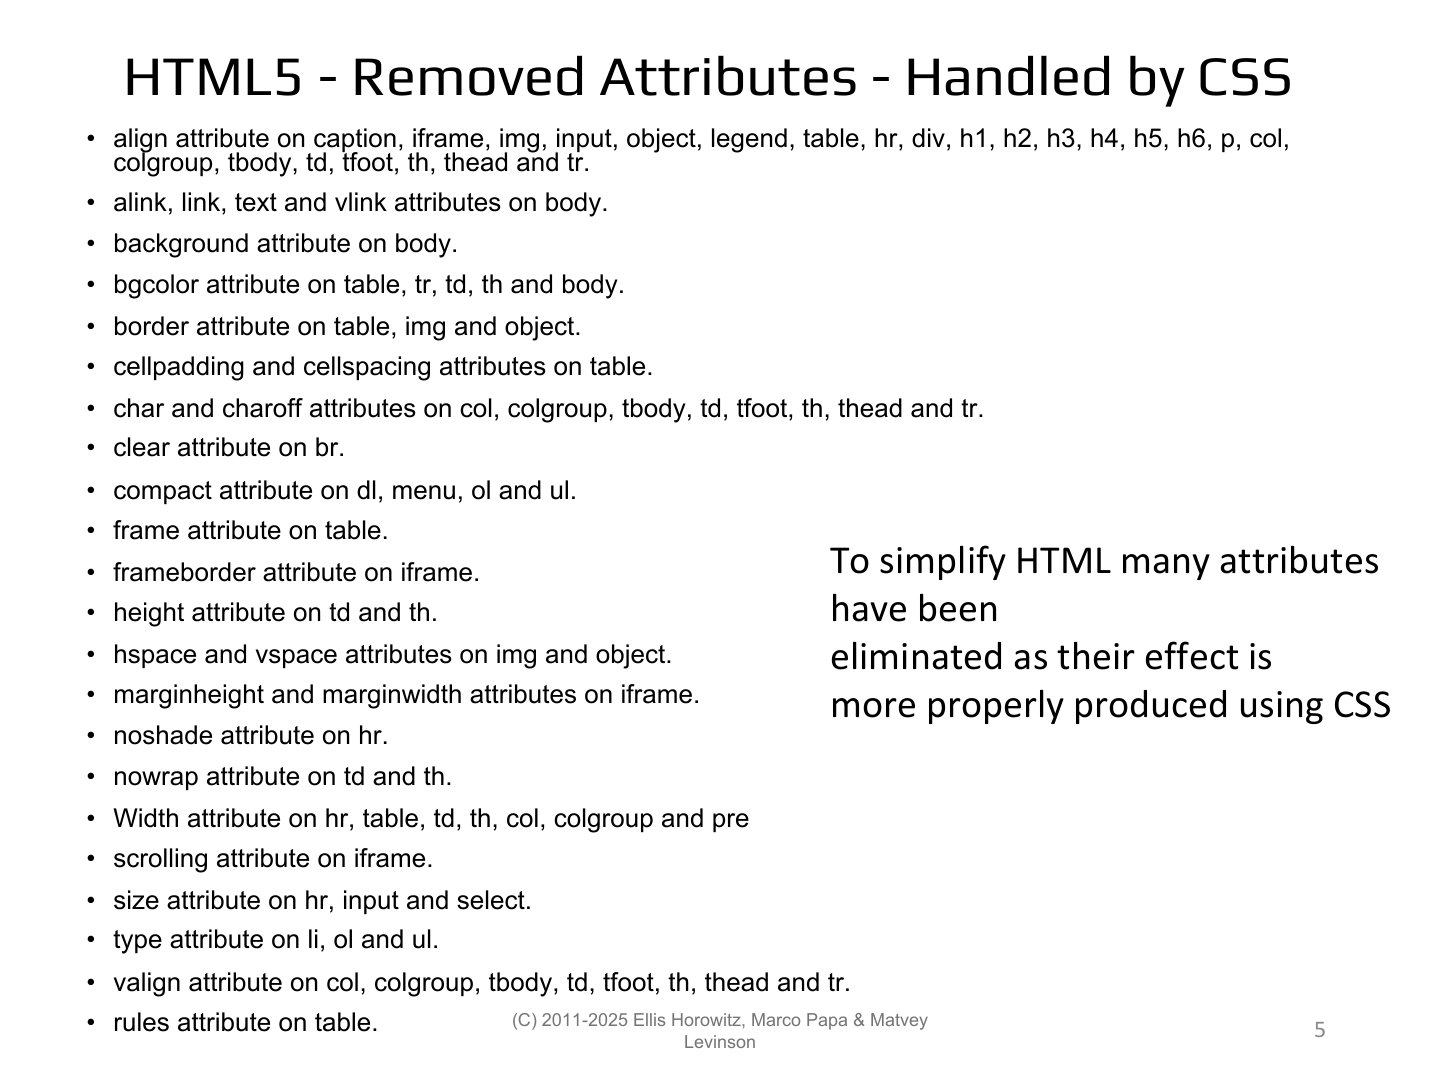 HTML5 - Removed Attributes - Handled by CSS
• align attribute on caption, iframe, img, input, object, legend, table, hr, div, h1, h2, h3, h4, h5, h6, p, col,
colgroup, tbody, td, tfoot, th, thead and tr.
• alink, link, text and vlink attributes on body.
• background attribute on body.
• bgcolor attribute on table, tr, td, th and body.
• border attribute on table, img and object.
• cellpadding and cellspacing attributes on table.
• char and charoff attributes on col, colgroup, tbody, td, tfoot, th, thead and tr.
• clear attribute on br.
• compact attribute on dl, menu, ol and ul.
• frame attribute on table.
• frameborder attribute on iframe.
• height attribute on td and th.
• hspace and vspace attributes on img and object.
• marginheight and marginwidth attributes on iframe.
• noshade attribute on hr.
• nowrap attribute on td and th.
• Width attribute on hr, table, td, th, col, colgroup and pre
• scrolling attribute on iframe.
• size attribute on hr, input and select.
• type attribute on li, ol and ul.
• valign attribute on col, colgroup, tbody, td, tfoot, th, thead and tr.
• rules attribute on table.
To simplify HTML many attributes
have been
eliminated as their effect is
more properly produced using CSS
(C) 2011-2025 Ellis Horowitz, Marco Papa & Matvey
Levinson
5